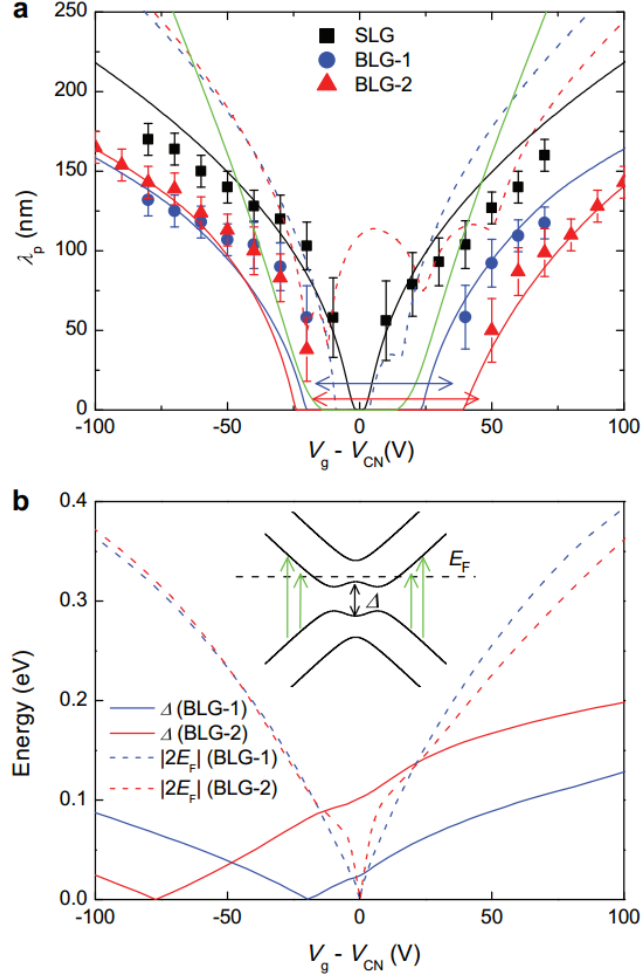 a
250
200
150
100
50
0
λp (nm)
SLG
BLG-1
BLG-2
-100 -50 0 50 100
Vg - VCN(V)
b
0.4
0.3
0.2
0.1
0.0
Energy (eV)
EF
Δ
Δ (BLG-1)
Δ (BLG-2)
|2EF| (BLG-1)
|2EF| (BLG-2)
-100 -50 0 50 100
Vg - VCN (V)